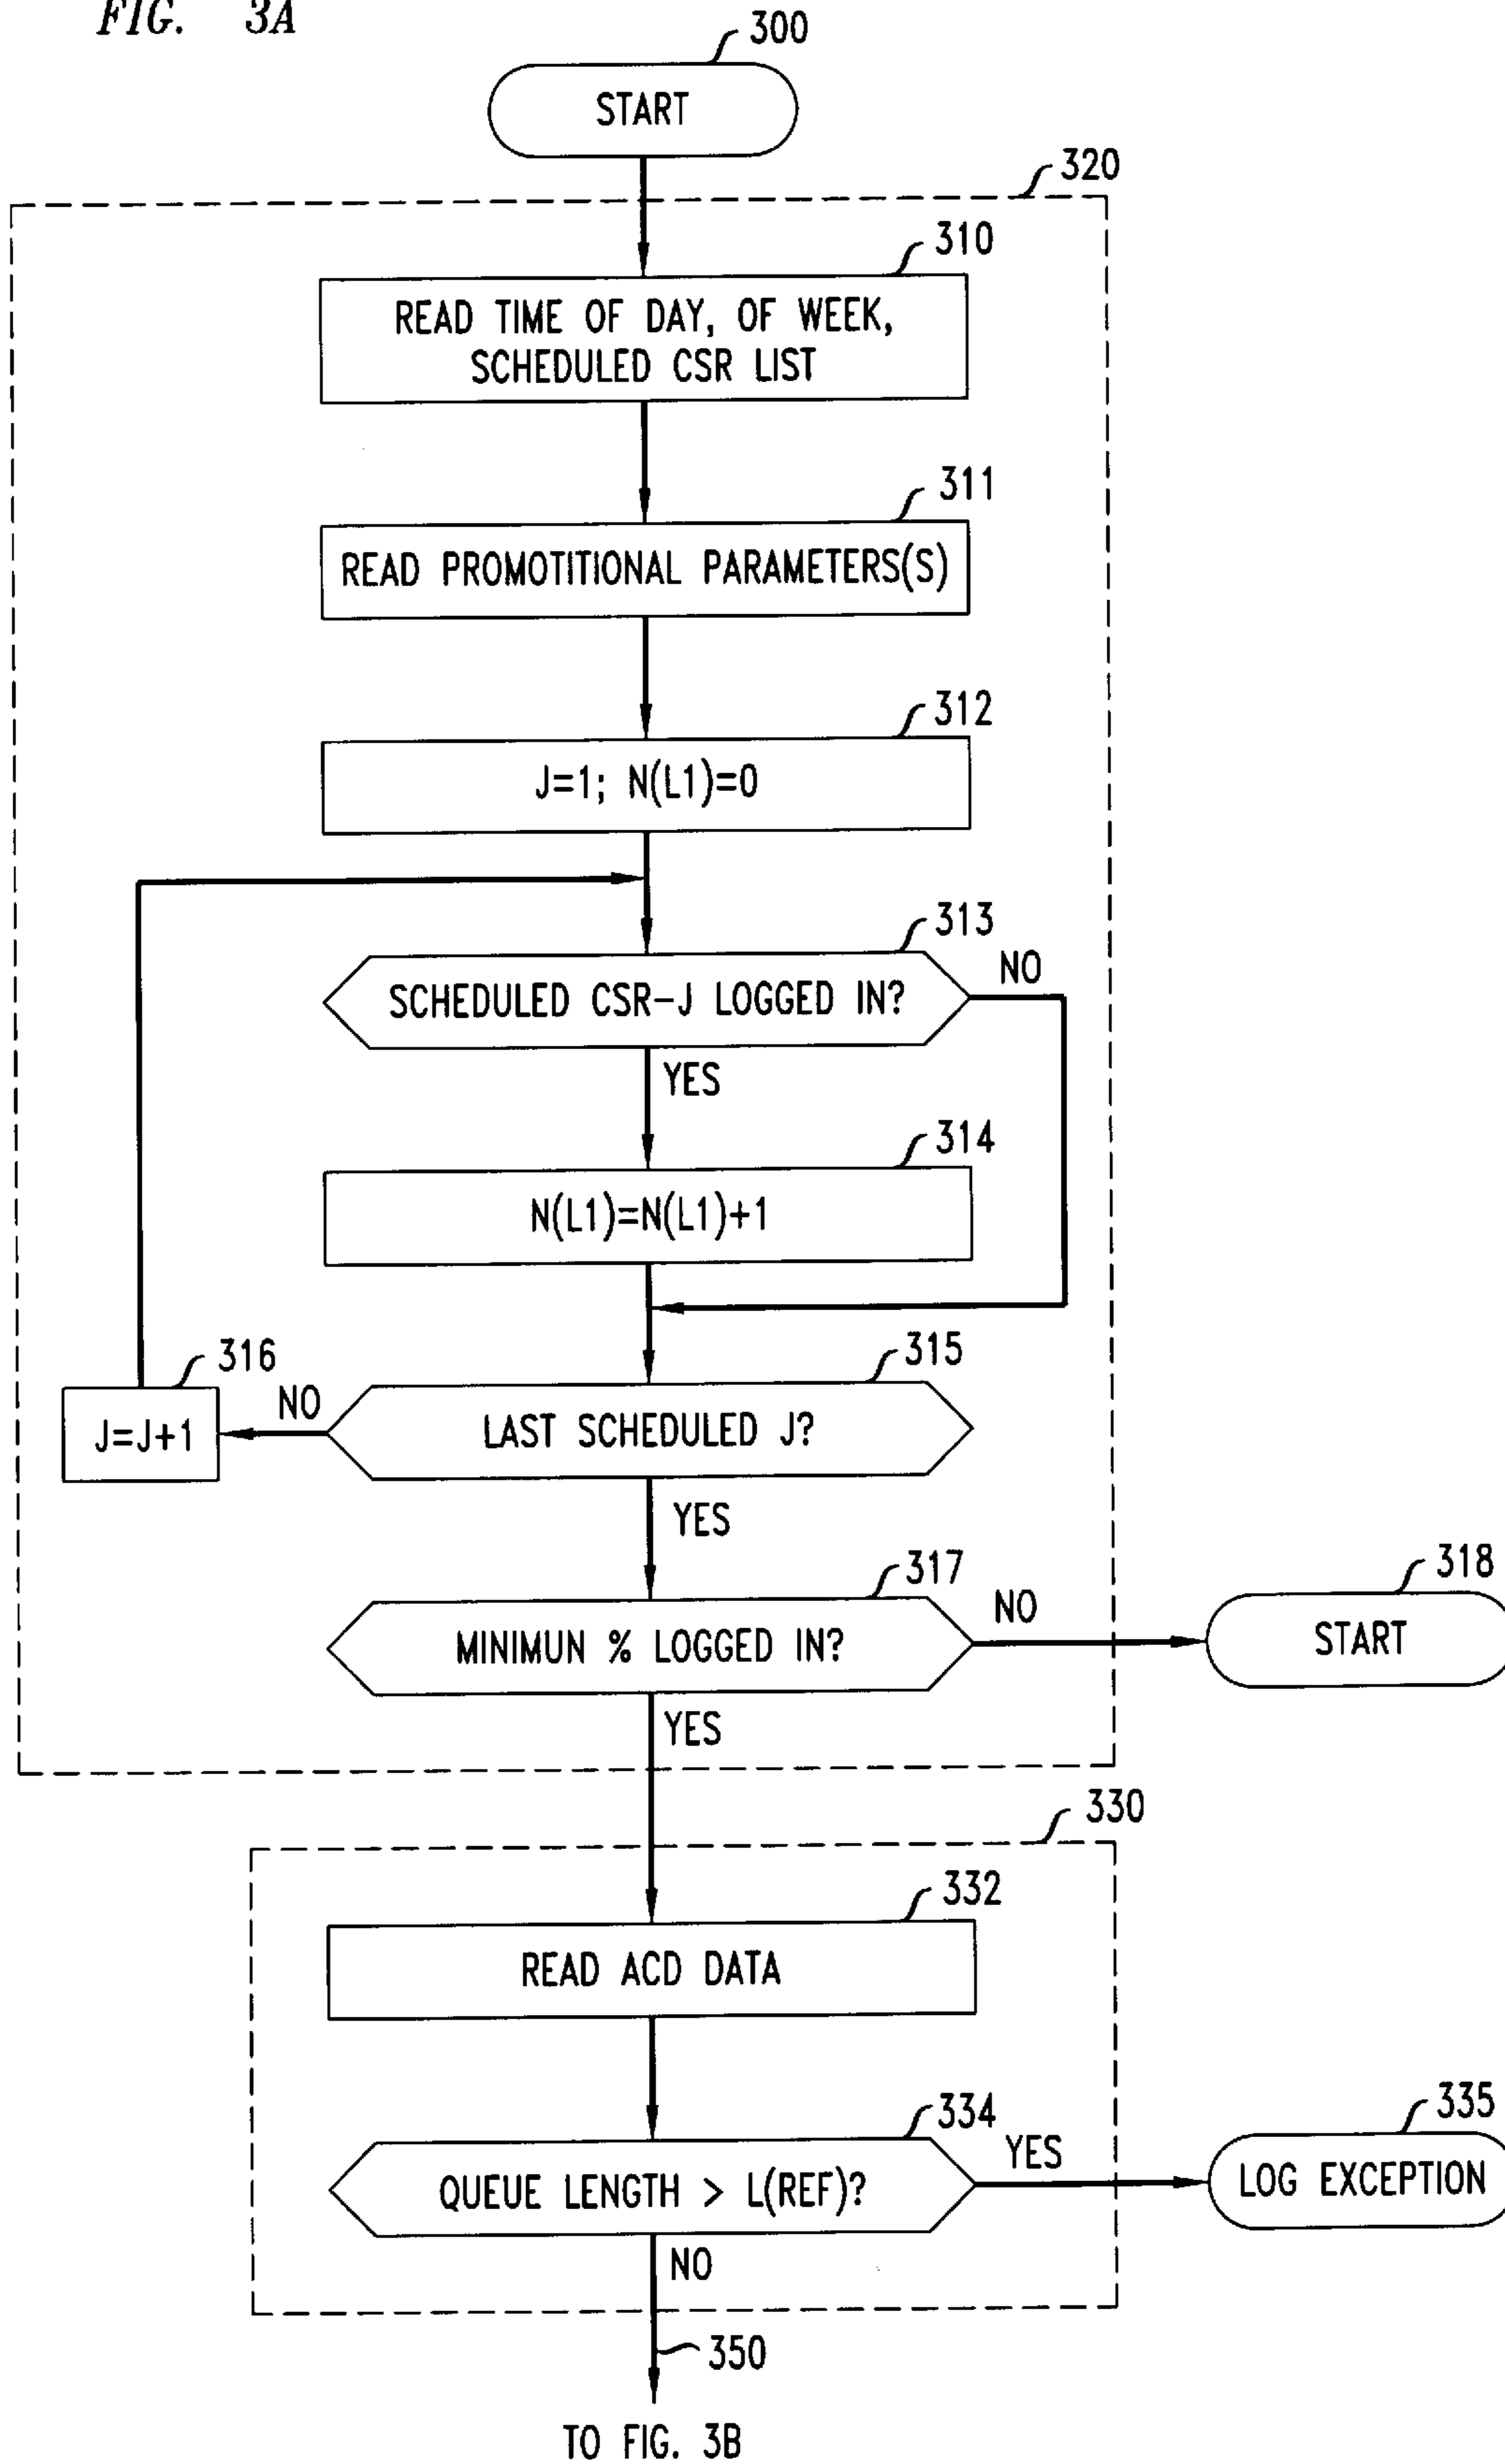 FIG. 3A
300
START
320
310
READ TIME OF DAY, OF WEEK,
SCHEDULED CSR LIST
311
READ PROMOTITIONAL PARAMETERS(S)
312
J=1; N(L1)=0
313
SCHEDULED CSR-J LOGGED IN?
NO
YES
314
N(L1)=N(L1)+1
316
J=J+1
NO
315
LAST SCHEDULED J?
YES
317
MINIMUN % LOGGED IN?
NO
318
START
YES
330
332
READ ACD DATA
334
QUEUE LENGTH > L(REF)?
YES
335
LOG EXCEPTION
NO
350
TO FIG. 3B